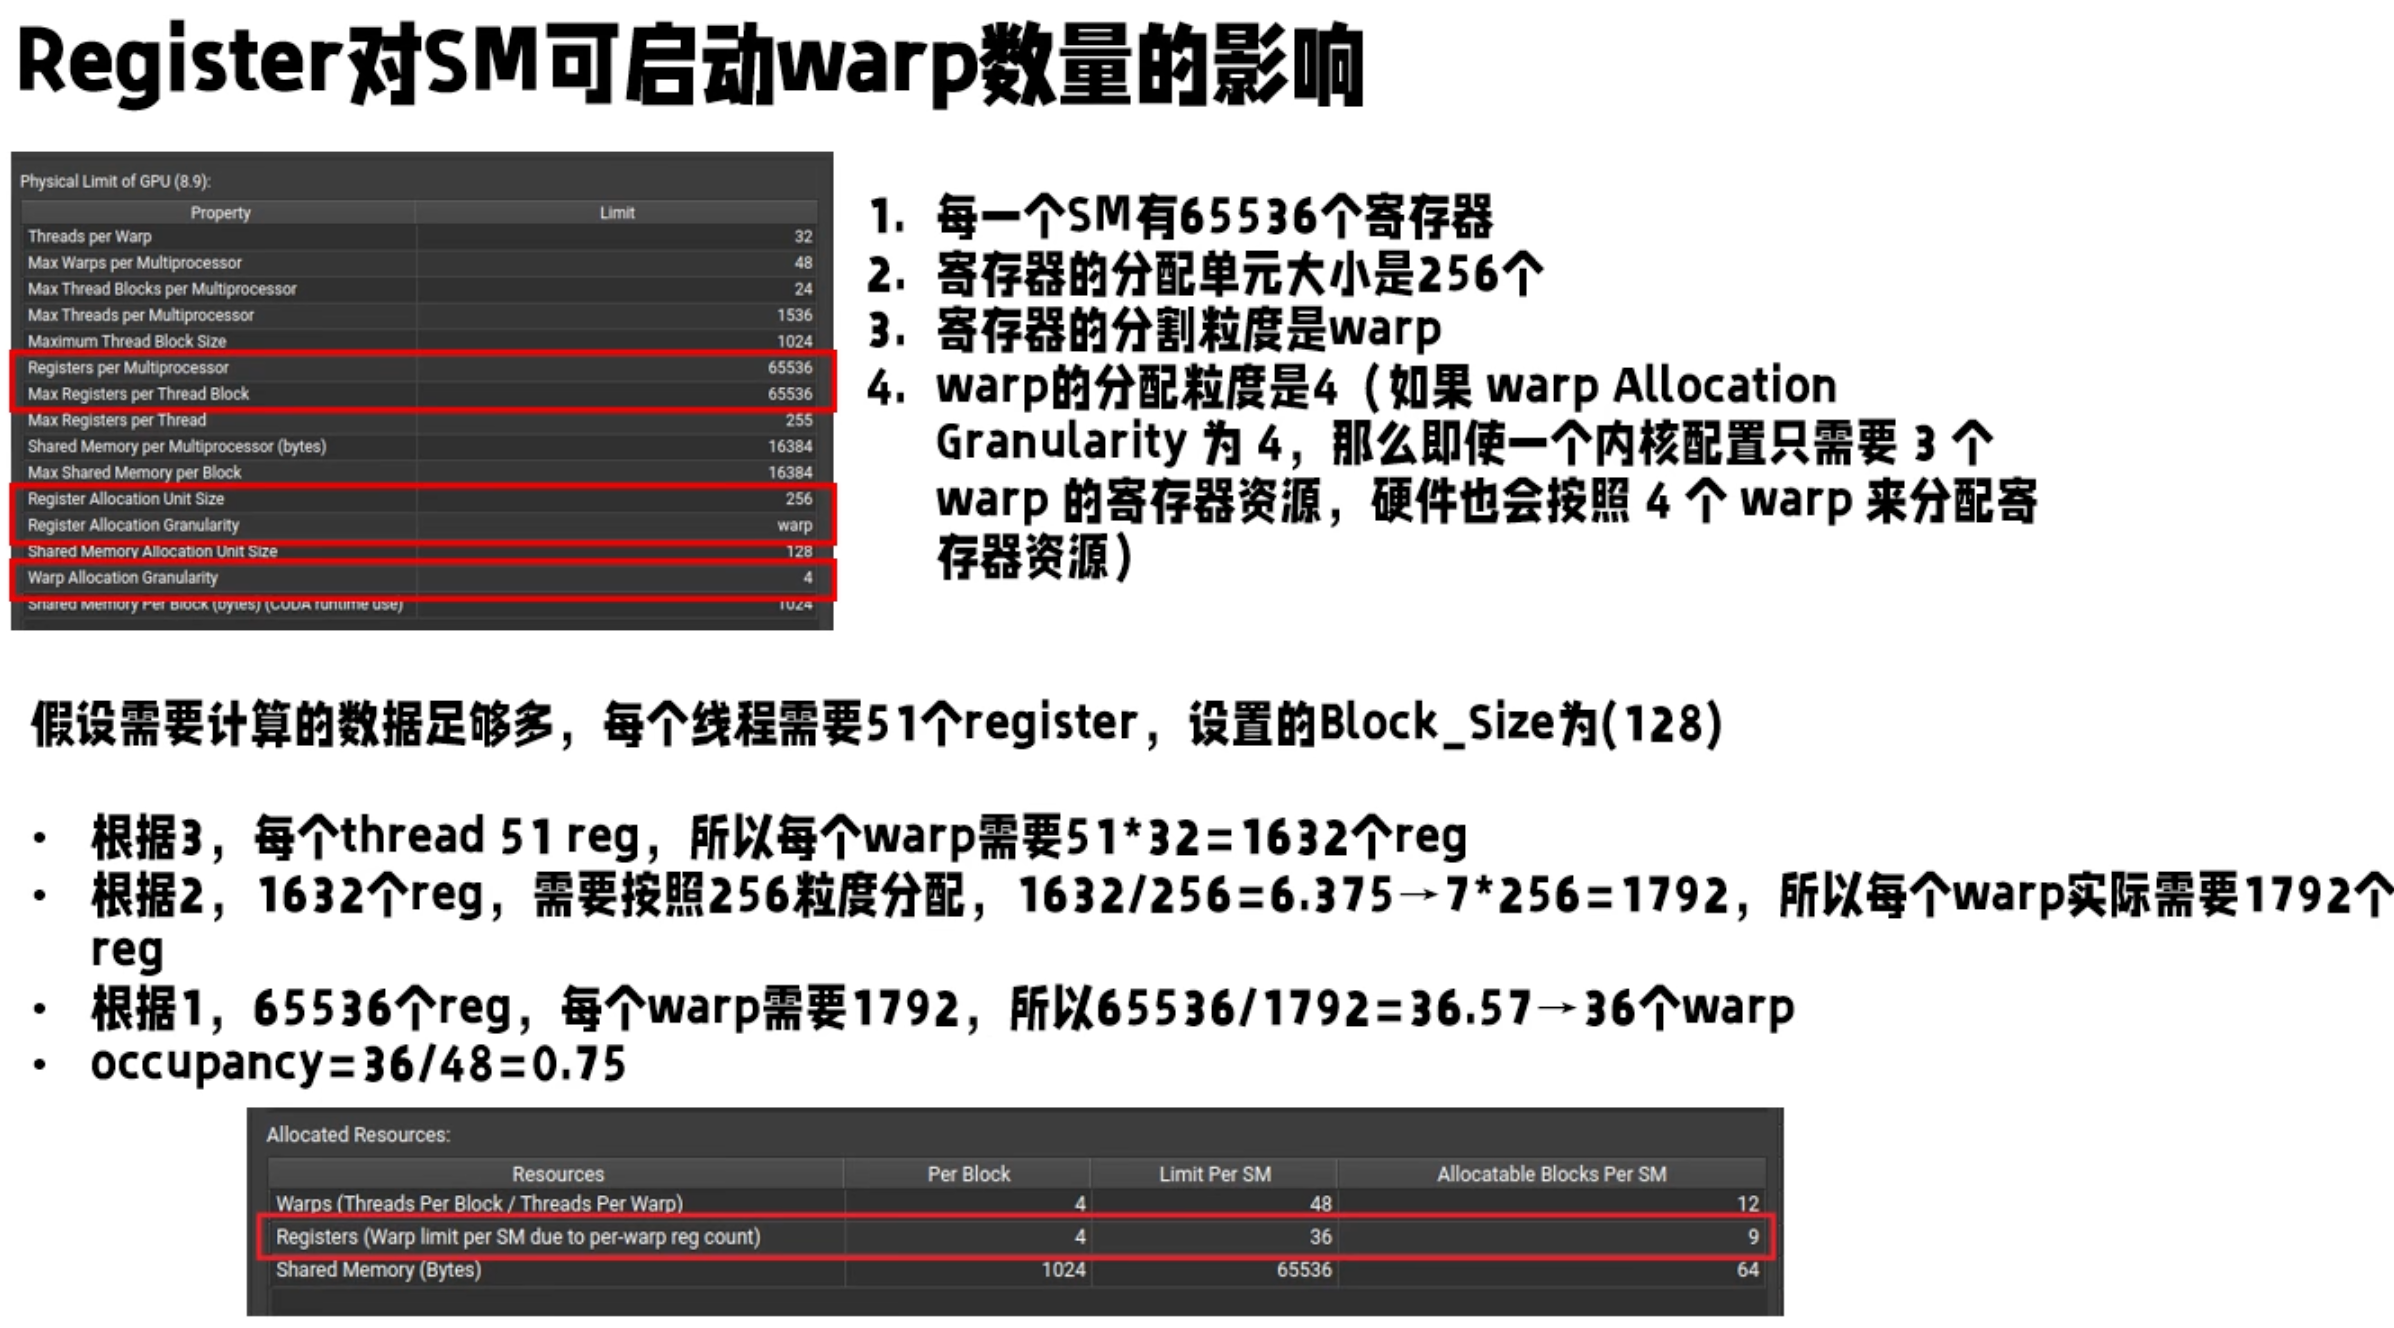 Register对SM可启动warp数量的影响
Physical Limit of GPU (8.9):
Property Limit
Threads per Warp 32
Max Warps per Multiprocessor 48
Max Thread Blocks per Multiprocessor 24
Max Threads per Multiprocessor 1536
Maximum Thread Block Size 1024
Registers per Multiprocessor 65536
Max Registers per Thread Block 65536
Max Registers per Thread 255
Shared Memory per Multiprocessor (bytes) 16384
Max Shared Memory per Block 16384
Register Allocation Unit Size 256
Register Allocation Granularity warp
Shared Memory Allocation Unit Size 128
Warp Allocation Granularity 4
Shared Memory Per Block (bytes) (CUDA runtime use) 1024
1. 每一个SM有65536个寄存器
2. 寄存器的分配单元大小是256个
3. 寄存器的分割粒度是warp
4. warp的分配粒度是4（如果 warp Allocation
Granularity 为 4，那么即使一个内核配置只需要 3 个
warp 的寄存器资源，硬件也会按照 4 个 warp 来分配寄
存器资源）
假设需要计算的数据足够多，每个线程需要51个register，设置的Block_Size为(128)
• 根据3，每个thread 51 reg，所以每个warp需要51*32=1632个reg
• 根据2，1632个reg，需要按照256粒度分配，1632/256=6.375→7*256=1792，所以每个warp实际需要1792个
reg
• 根据1，65536个reg，每个warp需要1792，所以65536/1792=36.57→36个warp
• occupancy=36/48=0.75
Allocated Resources:
Resources Per Block Limit Per SM Allocatable Blocks Per SM
Warps (Threads Per Block / Threads Per Warp) 4 48 12
Registers (Warp limit per SM due to per-warp reg count) 4 36 9
Shared Memory (Bytes) 1024 65536 64